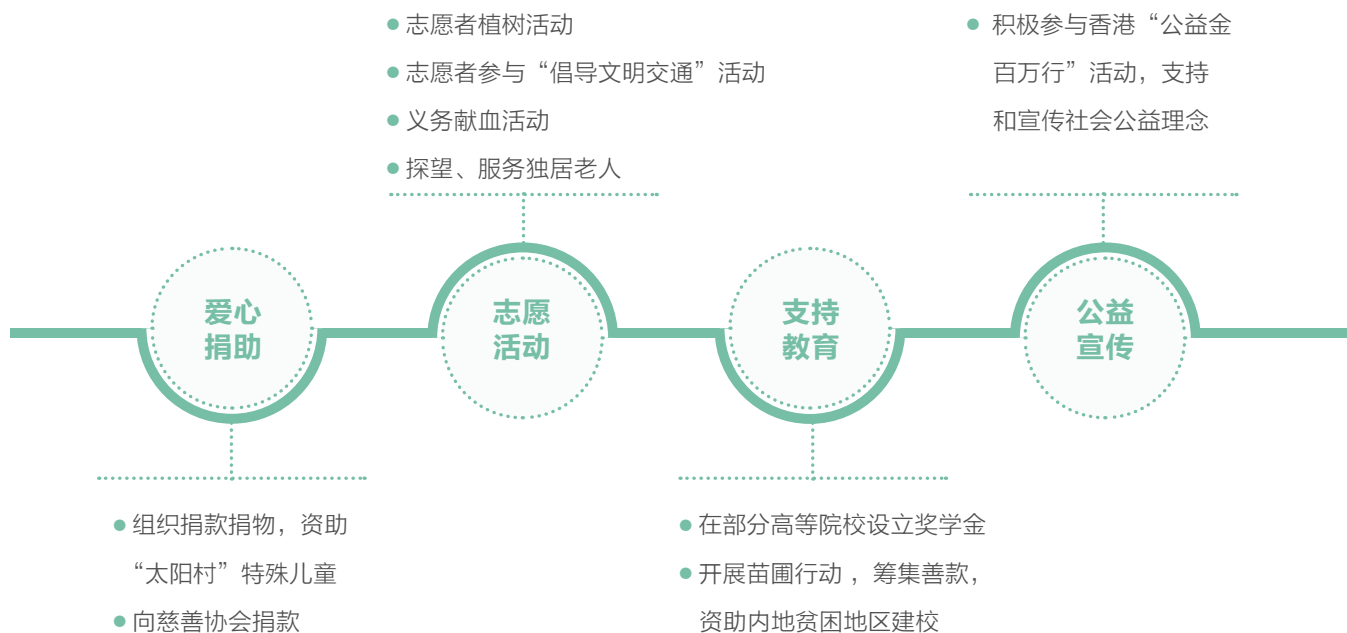 志愿者植树活动
志愿者参与“倡导文明交通”活动
义务献血活动
探望、服务独居老人
积极参与香港“公益金
百万行”活动，支持
和宣传社会公益理念
爱心
捐助
志愿
活动
支持
教育
公益
宣传
组织捐款捐物，资助
“太阳村”特殊儿童
向慈善协会捐款
在部分高等院校设立奖学金
开展苗圃行动 ，筹集善款，
资助内地贫困地区建校